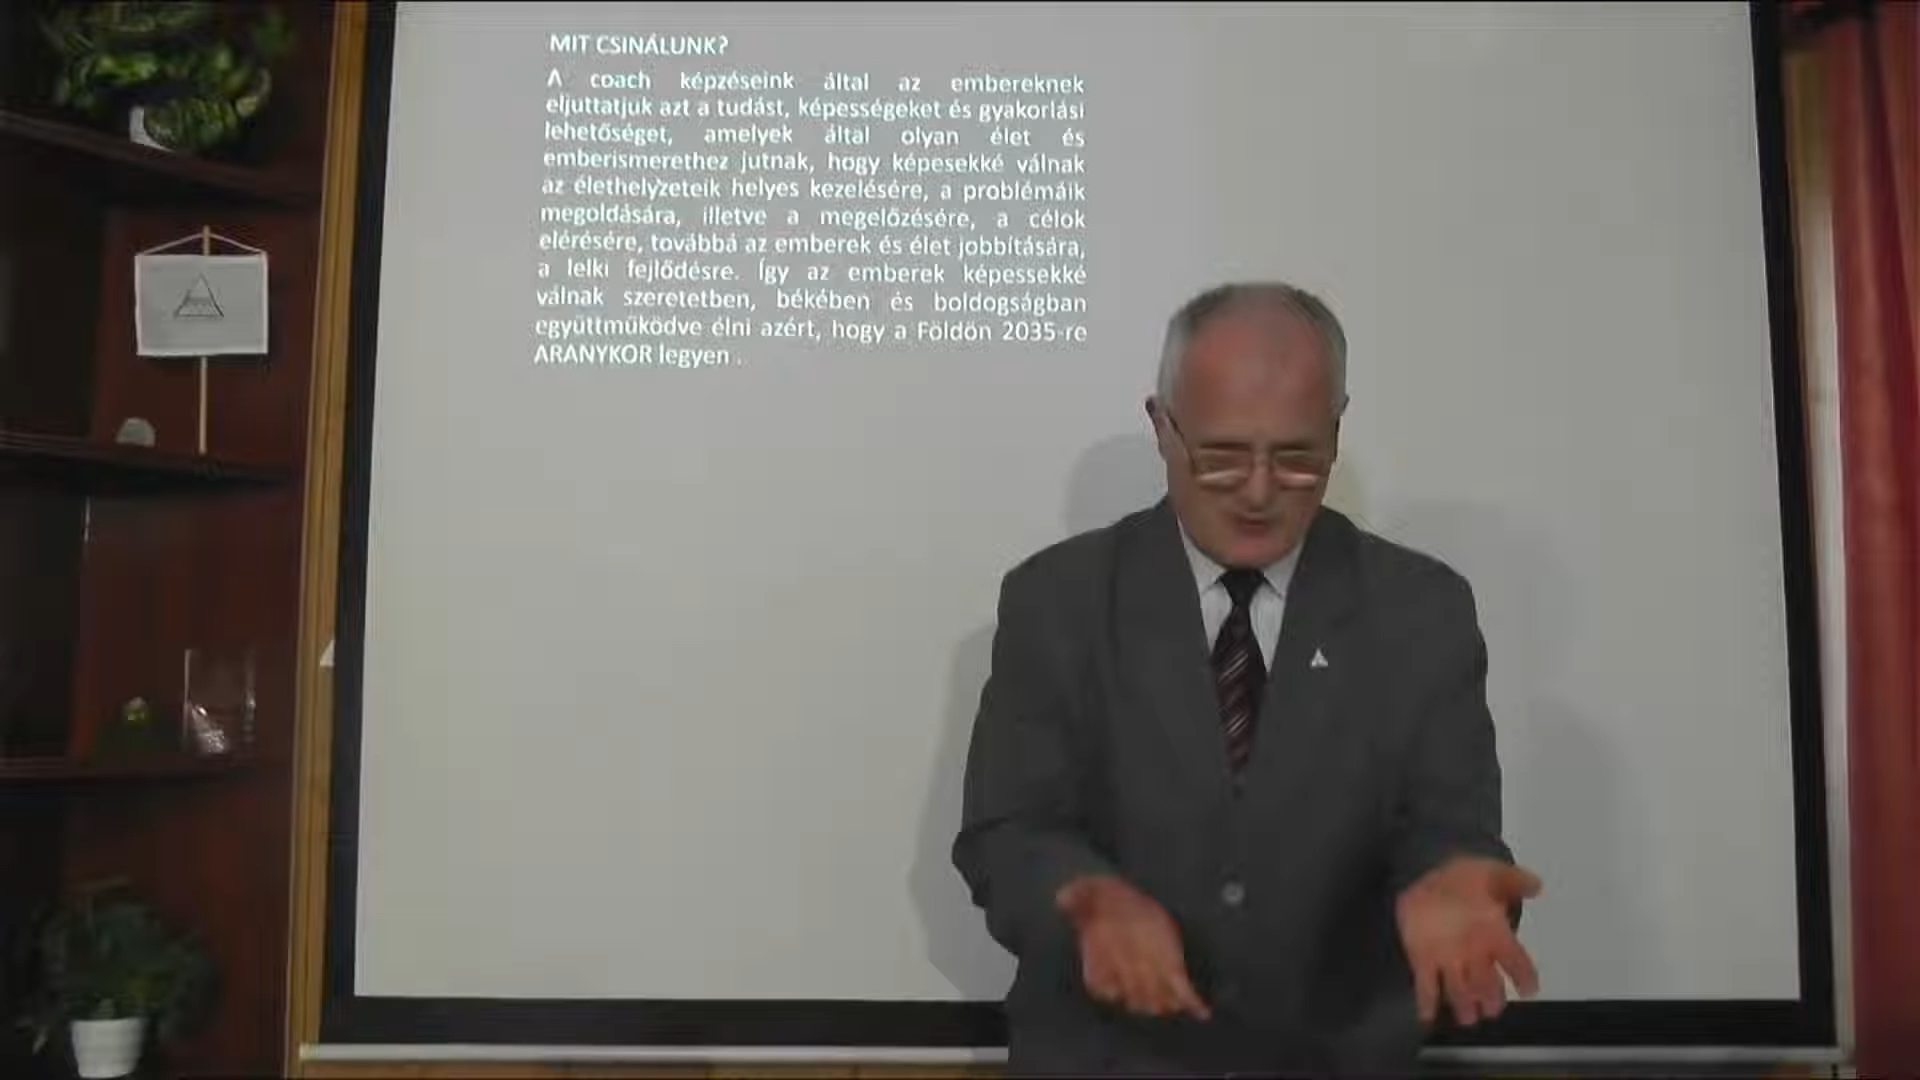 MIT CSINÁLUNK?
A coach képzéseink által az embereknek
eljuttatjuk azt a tudást, képességeket és gyakorlási
lehetőséget, amelyek által olyan élet és
emberismerethez jutnak, hogy képesekké válnak
az élethelyzeteik helyes kezelésére, a problémáik
megoldására, illetve a megelőzésére, a célok
elérésére, továbbá az emberek és élet jobbítására,
a lelki fejlődésre. Így az emberek képessekké
válnak szeretetben, békében és boldogságban
együttműködve élni azért, hogy a Földön 2035-re
ARANYKOR legyen .